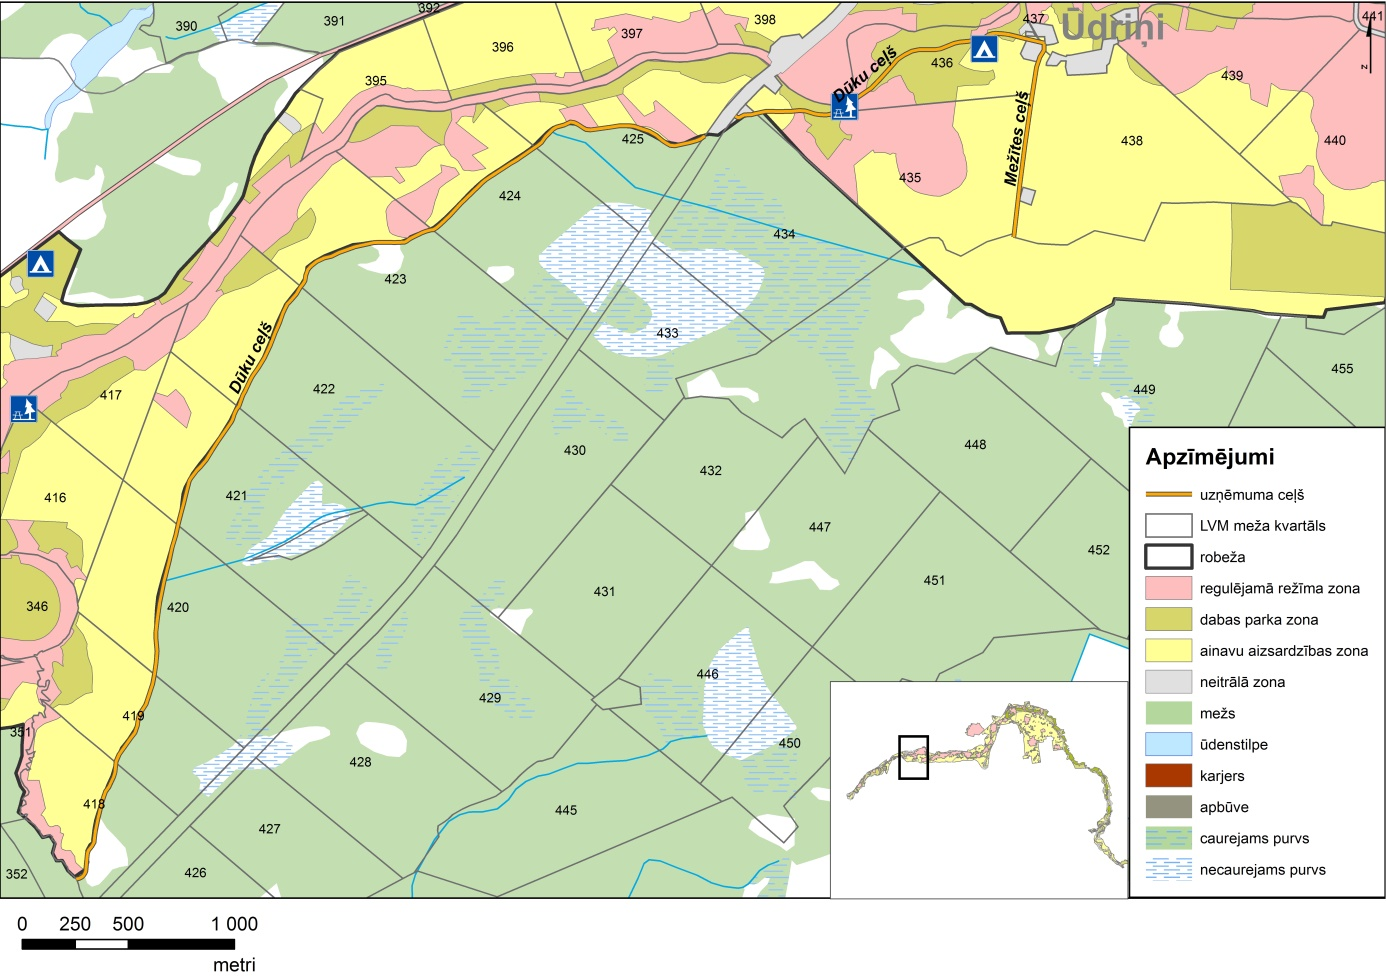 392
441
390
391
398
437
Ūdriņi
397
396
395
436
439
Dūku ceļš
N
438
440
425
Mežītes ceļš
435
424
434
423
433
Dūku ceļš
455
422
449
417
448
430
432
416
421
447
452
451
431
346
420
446
429
419
351
450
428
418
445
427
352
426
Apzīmējumi
uzņēmuma ceļš
LVM meža kvartāls
robeža
regulējamā režīma zona
dabas parka zona
ainavu aizsardzības zona
neitrālā zona
mežs
ūdenstilpe
karjers
apbūve
caurejams purvs
necaurejams purvs
0 250 500 1 000
metri